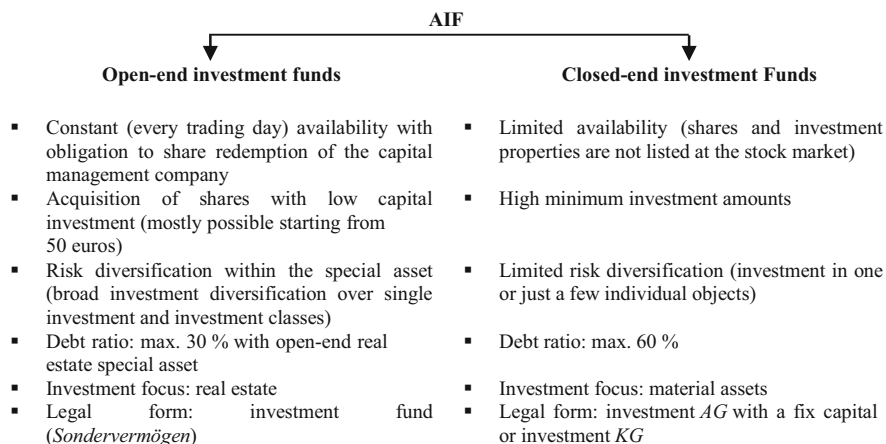 AIF
Open-end investment funds
▪ Constant (every trading day) availability with
obligation to share redemption of the capital
management company
▪ Acquisition of shares with low capital
investment (mostly possible starting from
50 euros)
▪ Risk diversification within the special asset
(broad investment diversification over single
investment and investment classes)
▪ Debt ratio: max. 30 % with open-end real
estate special asset
▪ Investment focus: real estate
▪ Legal form: investment fund
(Sondervermögen)
Closed-end investment Funds
▪ Limited availability (shares and investment
properties are not listed at the stock market)
▪ High minimum investment amounts
▪ Limited risk diversification (investment in one
or just a few individual objects)
▪ Debt ratio: max. 60 %
▪ Investment focus: material assets
▪ Legal form: investment AG with a fix capital
or investment KG